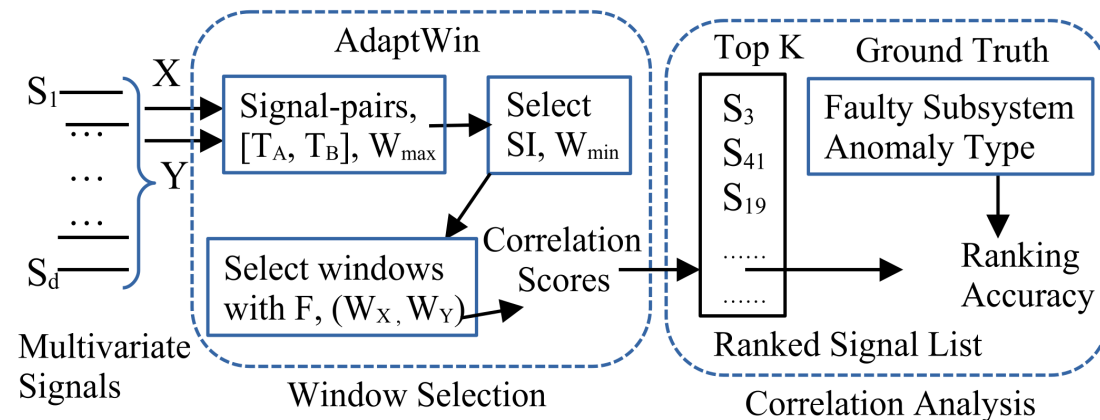 S1
...
...
...
Sd
Multivariate
Signals
X
Y
AdaptWin
Signal-pairs,
[TA, TB], Wmax
Select
SI, Wmin
Select windows
with F, (WX, WY)
Correlation
Scores
Window Selection
Top K
S3
S41
S19
......
......
Ranked Signal List
Ground Truth
Faulty Subsystem
Anomaly Type
Ranking
Accuracy
Correlation Analysis